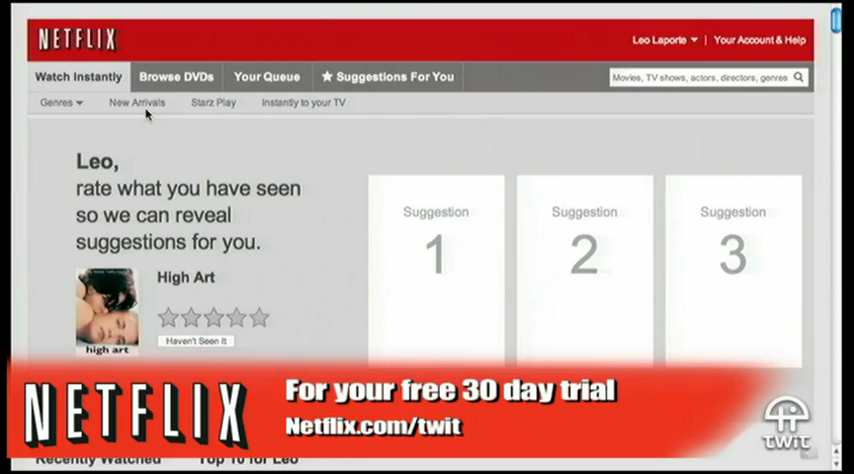 NETFLIX
Leo Laporte | Your Account & Help
Watch Instantly Browse DVDs Your Queue ★ Suggestions For You Movies, TV shows, actors, directors, genres
Genres New Arrivals Starz Play Instantly to your TV
Leo,
rate what you have seen
so we can reveal
suggestions for you.
Suggestion Suggestion Suggestion
1 2 3
High Art
high art
Haven't Seen It
NETFLIX
For your free 30 day trial
Netflix.com/twit
TWiT
Recently Watched Top 10 for Leo